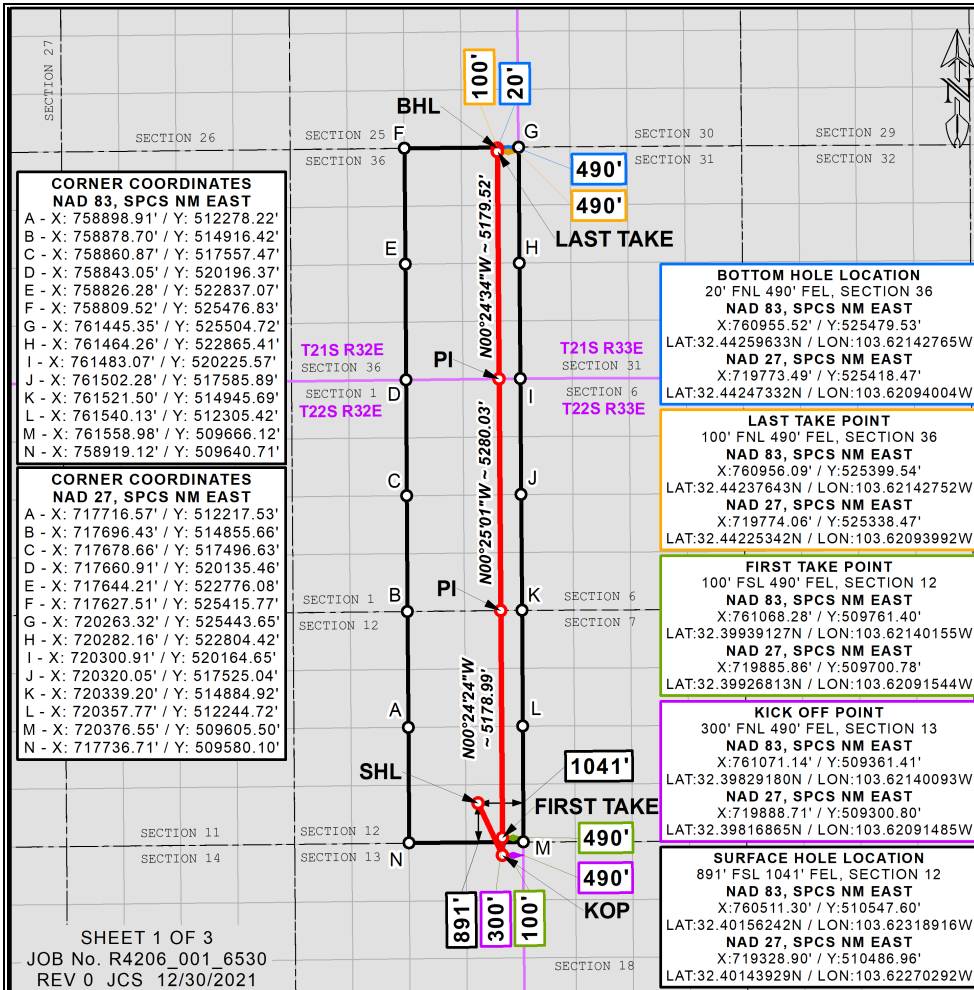 SECTION 27
SECTION 26
SECTION 25
SECTION 36
SECTION 30
SECTION 31
SECTION 29
SECTION 32
N
100'
20'
BHL
F
G
490'
490'
LAST TAKE
N00°24'34"W ~ 5179.52'
E
H
CORNER COORDINATES
NAD 83, SPCS NM EAST
A - X: 758898.91' / Y: 512278.22'
B - X: 758878.70' / Y: 514916.42'
C - X: 758860.87' / Y: 517557.47'
D - X: 758843.05' / Y: 520196.37'
E - X: 758826.28' / Y: 522837.07'
F - X: 758809.52' / Y: 525476.83'
G - X: 761445.35' / Y: 525504.72'
H - X: 761464.26' / Y: 522865.41'
I - X: 761483.07' / Y: 520225.57'
J - X: 761502.28' / Y: 517585.89'
K - X: 761521.50' / Y: 514945.69'
L - X: 761540.13' / Y: 512305.42'
M - X: 761558.98' / Y: 509666.12'
N - X: 758919.12' / Y: 509640.71'
CORNER COORDINATES
NAD 27, SPCS NM EAST
A - X: 717716.57' / Y: 512217.53'
B - X: 717696.43' / Y: 514855.66'
C - X: 717678.66' / Y: 517496.63'
D - X: 717660.91' / Y: 520135.46'
E - X: 717644.21' / Y: 522776.08'
F - X: 717627.51' / Y: 525415.77'
G - X: 720263.32' / Y: 525443.65'
H - X: 720282.16' / Y: 522804.42'
I - X: 720300.91' / Y: 520164.65'
J - X: 720320.05' / Y: 517525.04'
K - X: 720339.20' / Y: 514884.92'
L - X: 720357.77' / Y: 512244.72'
M - X: 720376.55' / Y: 509605.50'
N - X: 717736.71' / Y: 509580.10'
T21S R32E
SECTION 36
SECTION 1
T22S R32E
PI
D
I
T21S R33E
SECTION 31
SECTION 6
T22S R33E
N00°25'01"W ~ 5280.03'
C
J
PI
B
K
SECTION 1
SECTION 12
SECTION 6
SECTION 7
N00°24'24"W
~ 5178.99'
A
L
1041'
SHL
FIRST TAKE
490'
490'
KOP
N
M
SECTION 11
SECTION 14
SECTION 12
SECTION 13
891'
300'
100'
SECTION 18
BOTTOM HOLE LOCATION
20' FNL 490' FEL, SECTION 36
NAD 83, SPCS NM EAST
X:760955.52' / Y:525479.53'
LAT:32.44259633N / LON:103.62142765W
NAD 27, SPCS NM EAST
X:719773.49' / Y:525418.47'
LAT:32.44247332N / LON:103.62094004W
LAST TAKE POINT
100' FNL 490' FEL, SECTION 36
NAD 83, SPCS NM EAST
X:760956.09' / Y:525399.54'
LAT:32.44237643N / LON:103.62142752W
NAD 27, SPCS NM EAST
X:719774.06' / Y:525338.47'
LAT:32.44225342N / LON:103.62093992W
FIRST TAKE POINT
100' FSL 490' FEL, SECTION 12
NAD 83, SPCS NM EAST
X:761068.28' / Y:509761.40'
LAT:32.39939127N / LON:103.62140155W
NAD 27, SPCS NM EAST
X:719885.86' / Y:509700.78'
LAT:32.39926813N / LON:103.62091544W
KICK OFF POINT
300' FNL 490' FEL, SECTION 13
NAD 83, SPCS NM EAST
X:761071.14' / Y:509361.41'
LAT:32.39829180N / LON:103.62140093W
NAD 27, SPCS NM EAST
X:719888.71' / Y:509300.80'
LAT:32.39816865N / LON:103.62091485W
SURFACE HOLE LOCATION
891' FSL 1041' FEL, SECTION 12
NAD 83, SPCS NM EAST
X:760511.30' / Y:510547.60'
LAT:32.40156242N / LON:103.62318916W
NAD 27, SPCS NM EAST
X:719328.90' / Y:510486.96'
LAT:32.40143929N / LON:103.62270292W
SHEET 1 OF 3
JOB No. R4206_001_6530
REV 0 JCS 12/30/2021